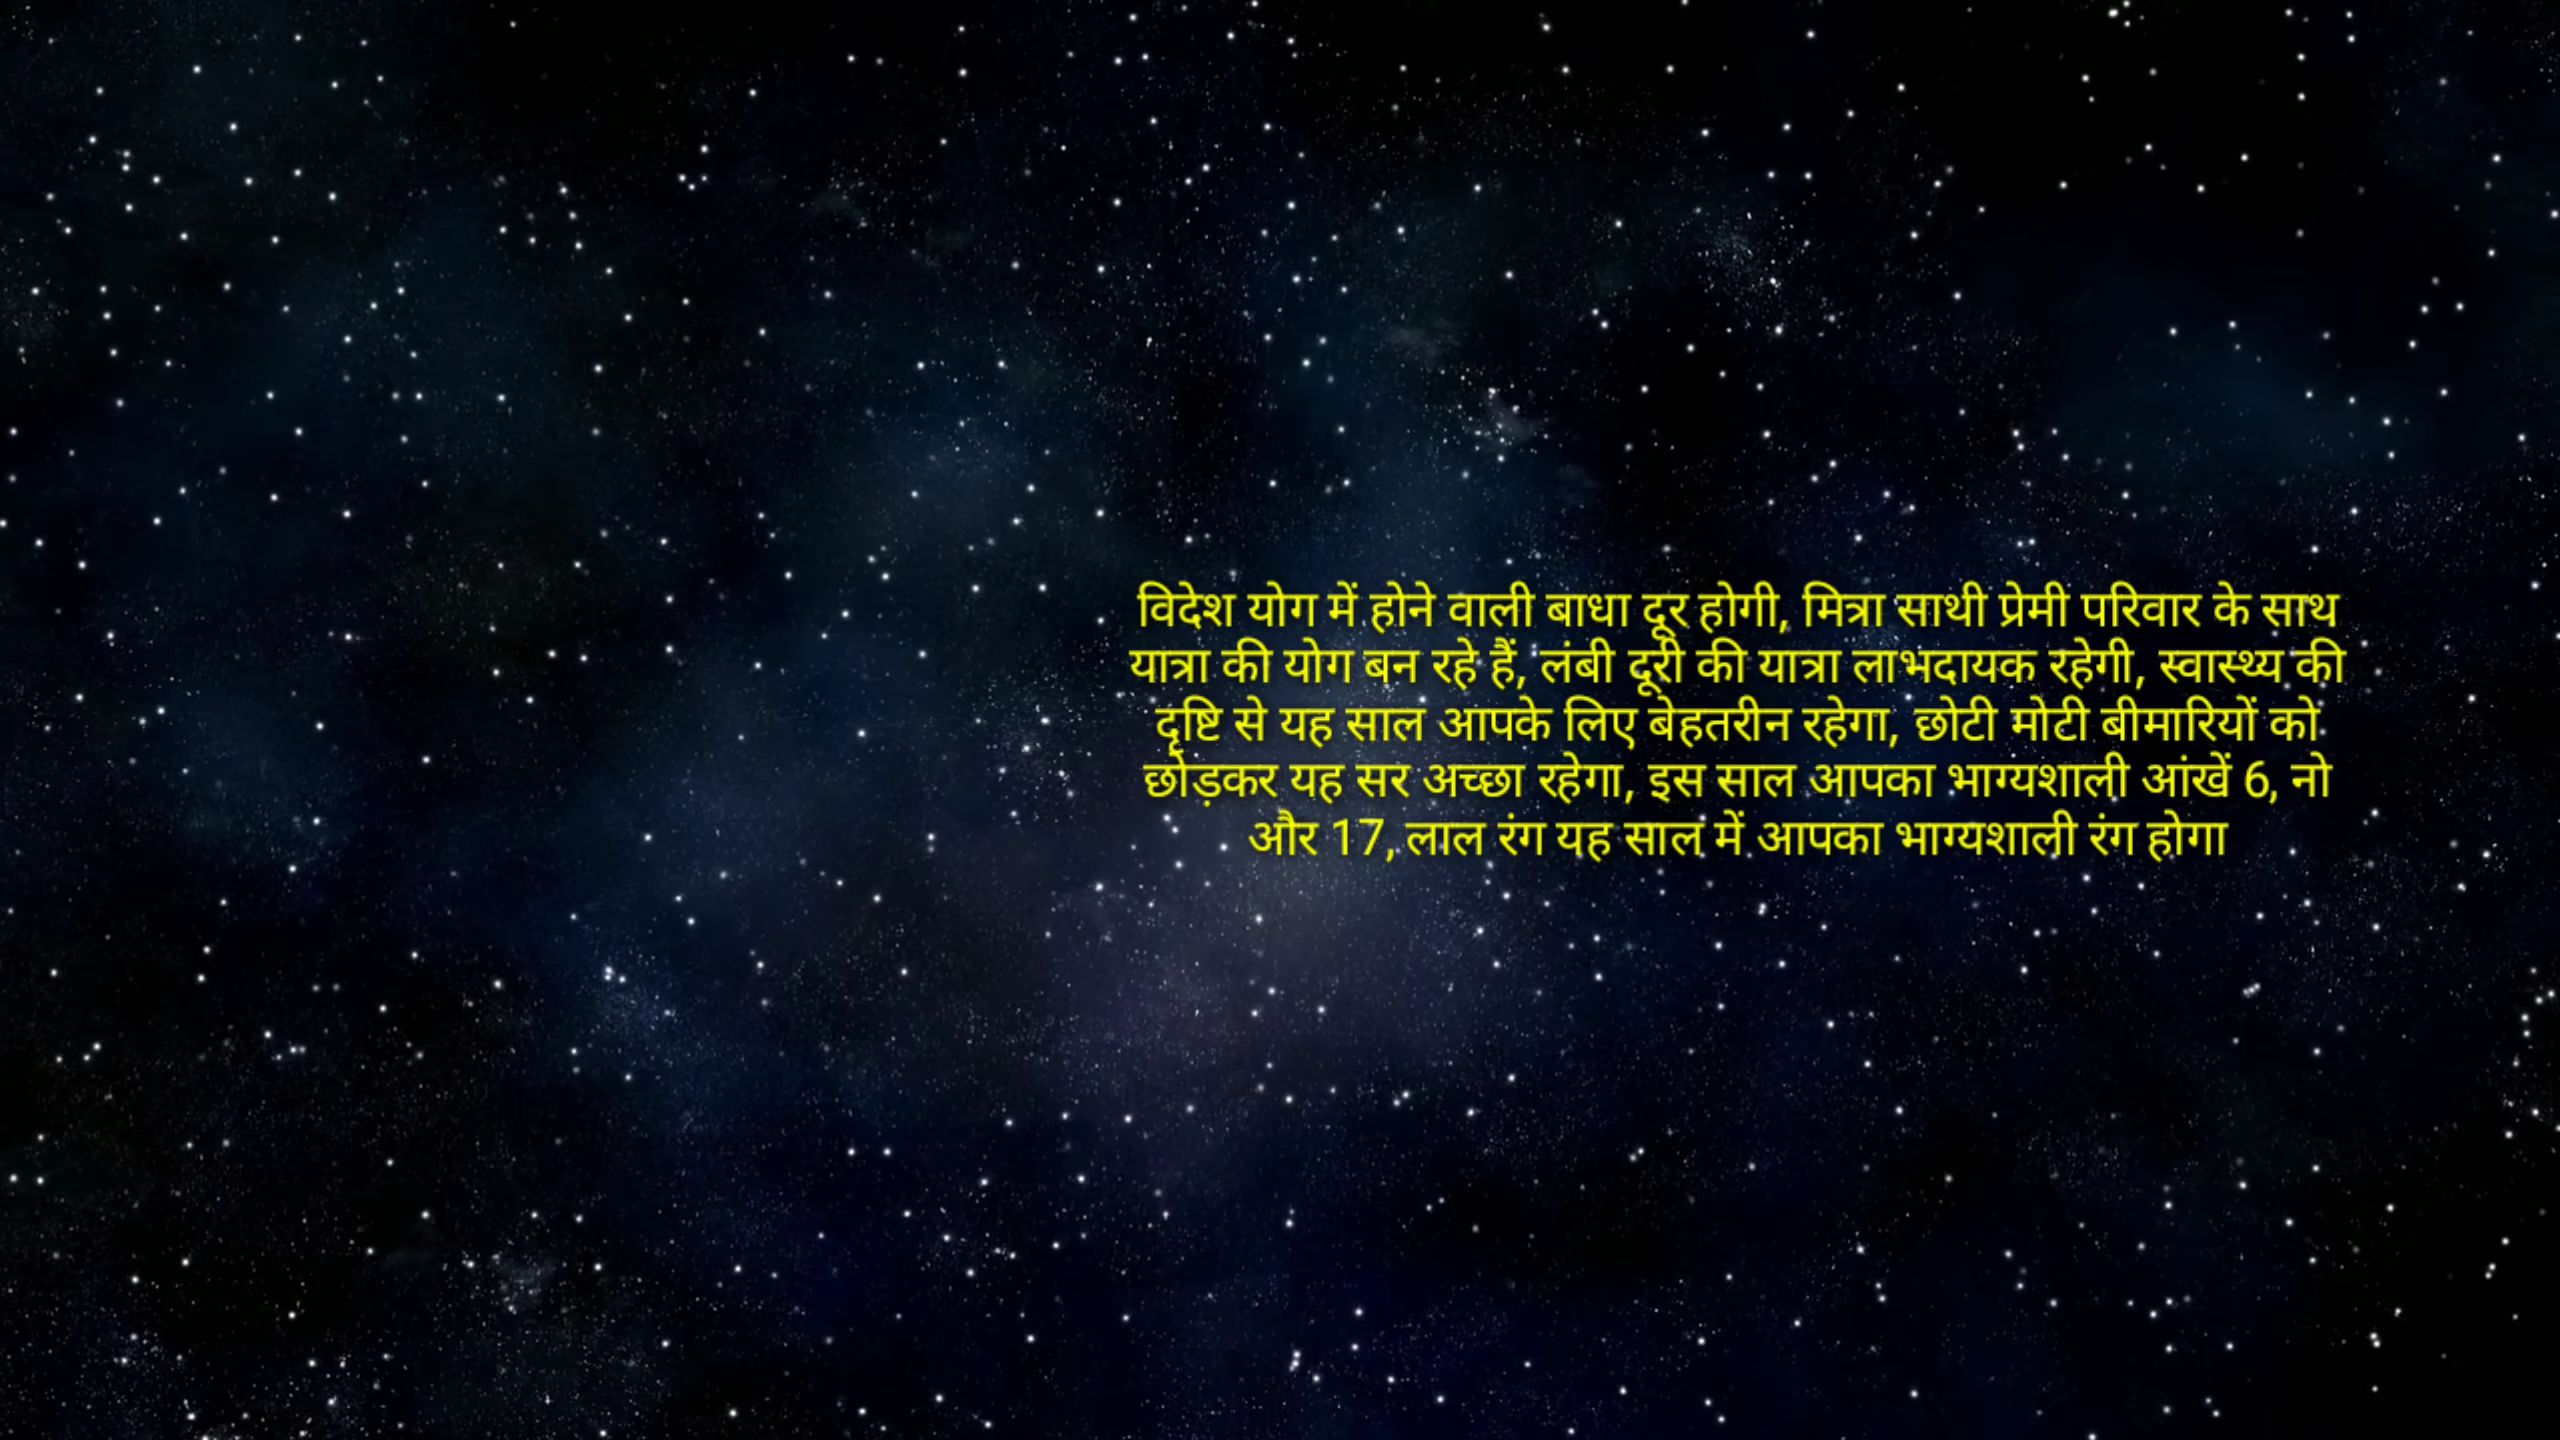 विदेश योग में होने वाली बाधा दूर होगी, मित्रा साथी प्रेमी परिवार के साथ
यात्रा की योग बन रहे हैं, लंबी दूरी की यात्रा लाभदायक रहेगी, स्वास्थ्य की
दृष्टि से यह साल आपके लिए बेहतरीन रहेगा, छोटी मोटी बीमारियों को
छोड़कर यह सर अच्छा रहेगा, इस साल आपका भाग्यशाली आंखें 6, नो
और 17, लाल रंग यह साल में आपका भाग्यशाली रंग होगा